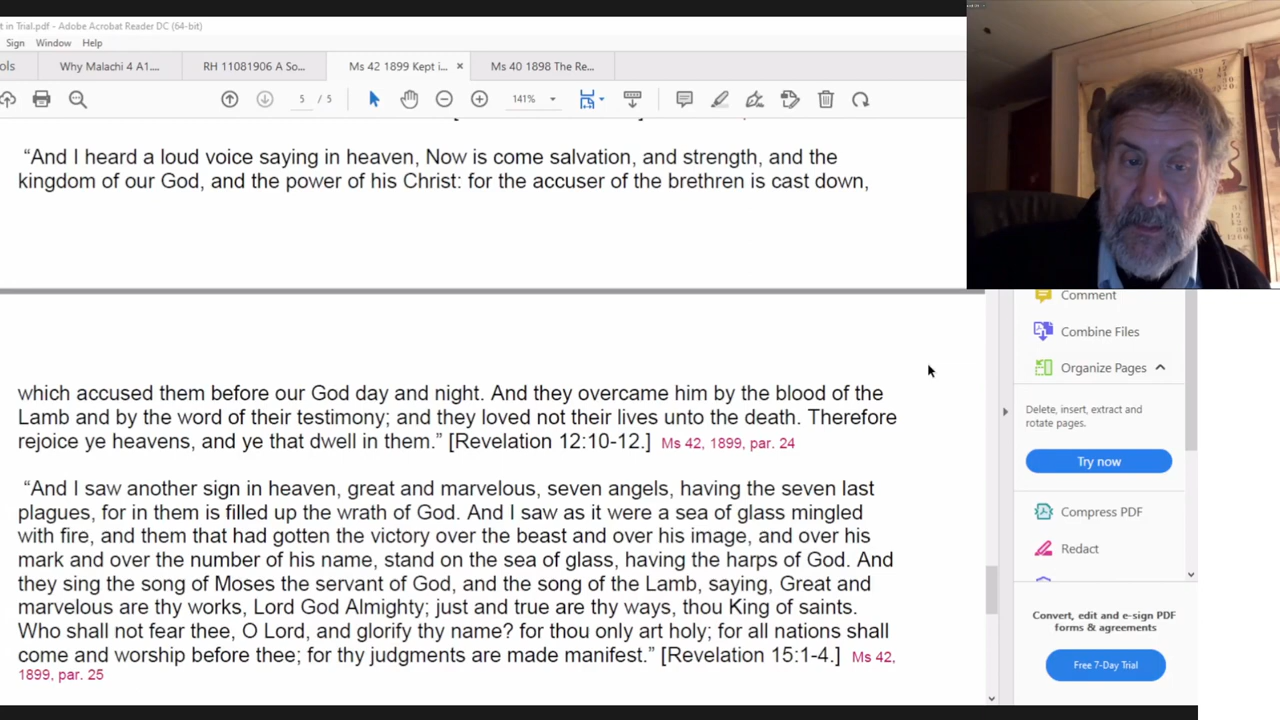 t in Trial.pdf - Adobe Acrobat Reader DC (64-bit)
Sign Window Help
ols Why Malachi 4 A1.... RH 11081906 A So... Ms 42 1899 Kept i... × Ms 40 1898 The Re...
5 / 5 141%
“And I heard a loud voice saying in heaven, Now is come salvation, and strength, and the
kingdom of our God, and the power of his Christ: for the accuser of the brethren is cast down,
which accused them before our God day and night. And they overcame him by the blood of the
Lamb and by the word of their testimony; and they loved not their lives unto the death. Therefore
rejoice ye heavens, and ye that dwell in them.” [Revelation 12:10-12.] Ms 42, 1899, par. 24
“And I saw another sign in heaven, great and marvelous, seven angels, having the seven last
plagues, for in them is filled up the wrath of God. And I saw as it were a sea of glass mingled
with fire, and them that had gotten the victory over the beast and over his image, and over his
mark and over the number of his name, stand on the sea of glass, having the harps of God. And
they sing the song of Moses the servant of God, and the song of the Lamb, saying, Great and
marvelous are thy works, Lord God Almighty; just and true are thy ways, thou King of saints.
Who shall not fear thee, O Lord, and glorify thy name? for thou only art holy; for all nations shall
come and worship before thee; for thy judgments are made manifest.” [Revelation 15:1-4.] Ms 42,
1899, par. 25
Comment
Combine Files
Organize Pages
Delete, insert, extract and
rotate pages.
Try now
Compress PDF
Redact
Convert, edit and e-sign PDF
forms & agreements
Free 7-Day Trial